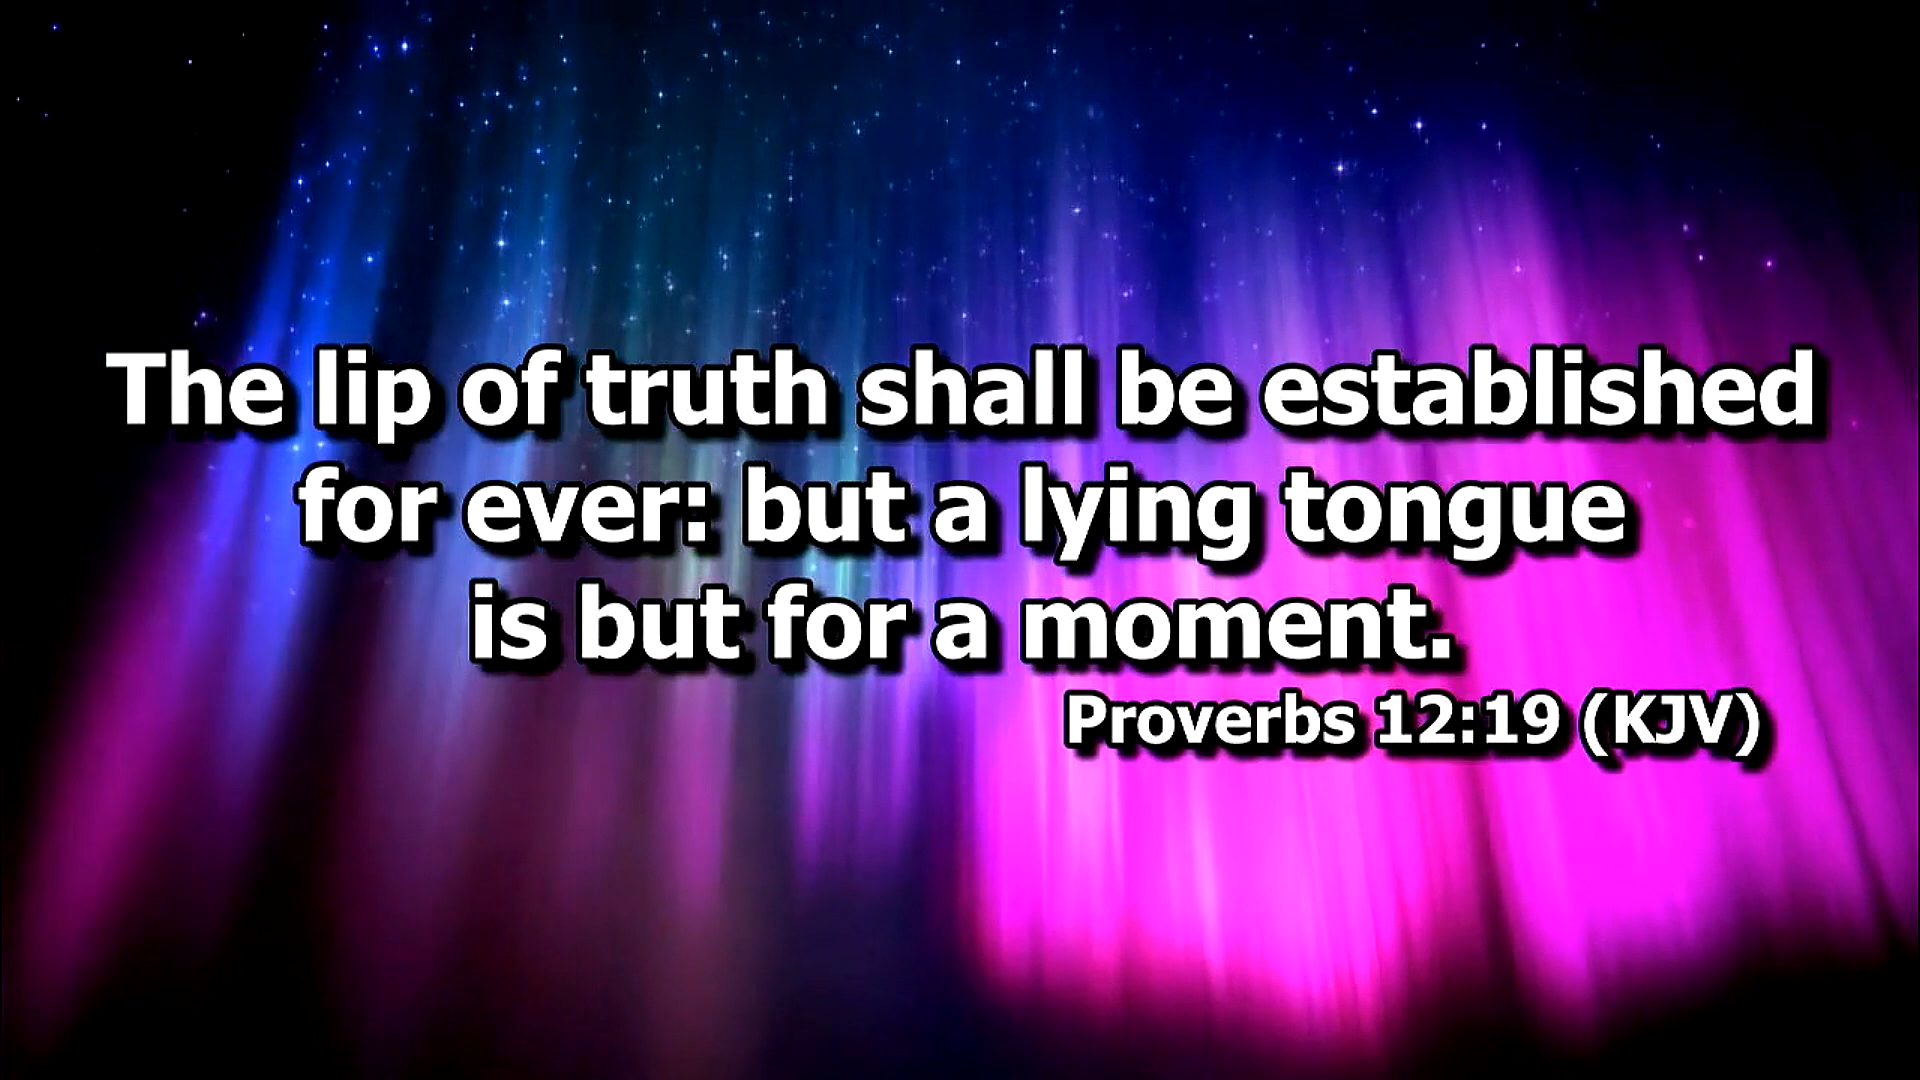 The lip of truth shall be established
for ever: but a lying tongue
is but for a moment.
Proverbs 12:19 (KJV)